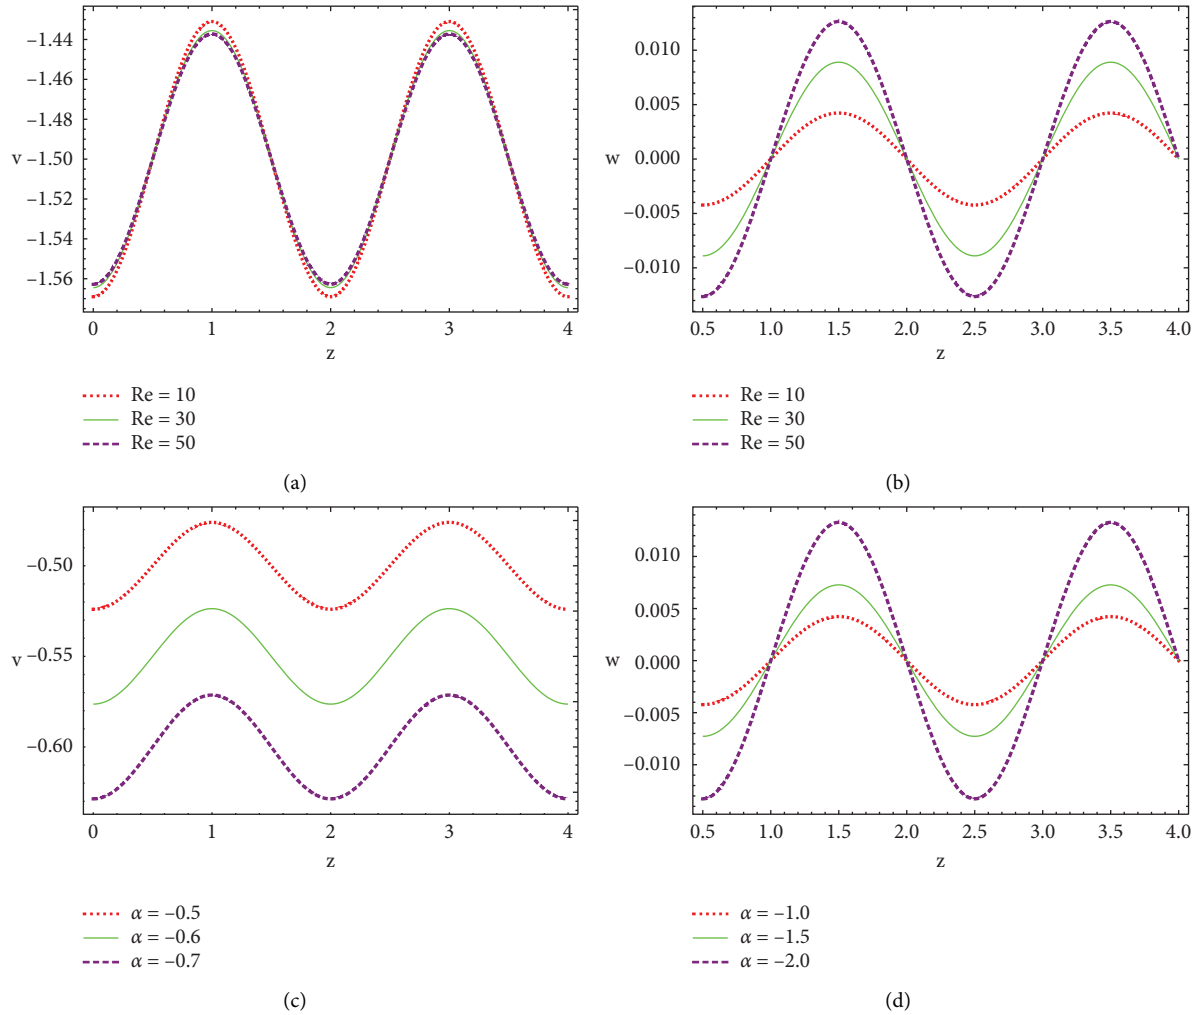 −1.44
−1.46
−1.48
v −1.50
−1.52
−1.54
−1.56
0 1 2 3 4
z
Re = 10
Re = 30
Re = 50
(a)
0.010
0.005
w 0.000
−0.005
−0.010
0.5 1.0 1.5 2.0 2.5 3.0 3.5 4.0
z
Re = 10
Re = 30
Re = 50
(b)
−0.50
v −0.55
−0.60
0 1 2 3 4
z
α = −0.5
α = −0.6
α = −0.7
(c)
0.010
0.005
w 0.000
−0.005
−0.010
0.5 1.0 1.5 2.0 2.5 3.0 3.5 4.0
z
α = −1.0
α = −1.5
α = −2.0
(d)